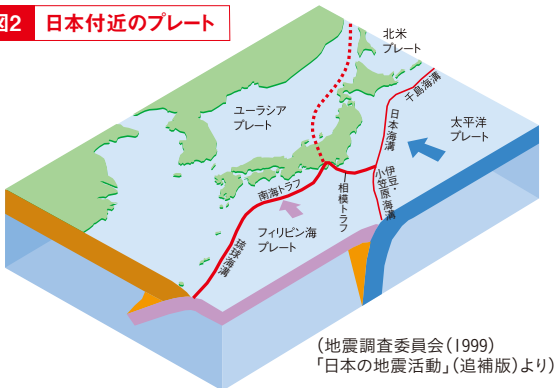 図2 日本付近のプレート
北米
プレート
千島海溝
ユーラシア
プレート
日本海溝
太平洋
プレート
伊豆・
小笠原海溝
南海トラフ
相模トラフ
フィリピン海
プレート
琉球海溝
(地震調査委員会(1999)
「日本の地震活動」(追補版)より)